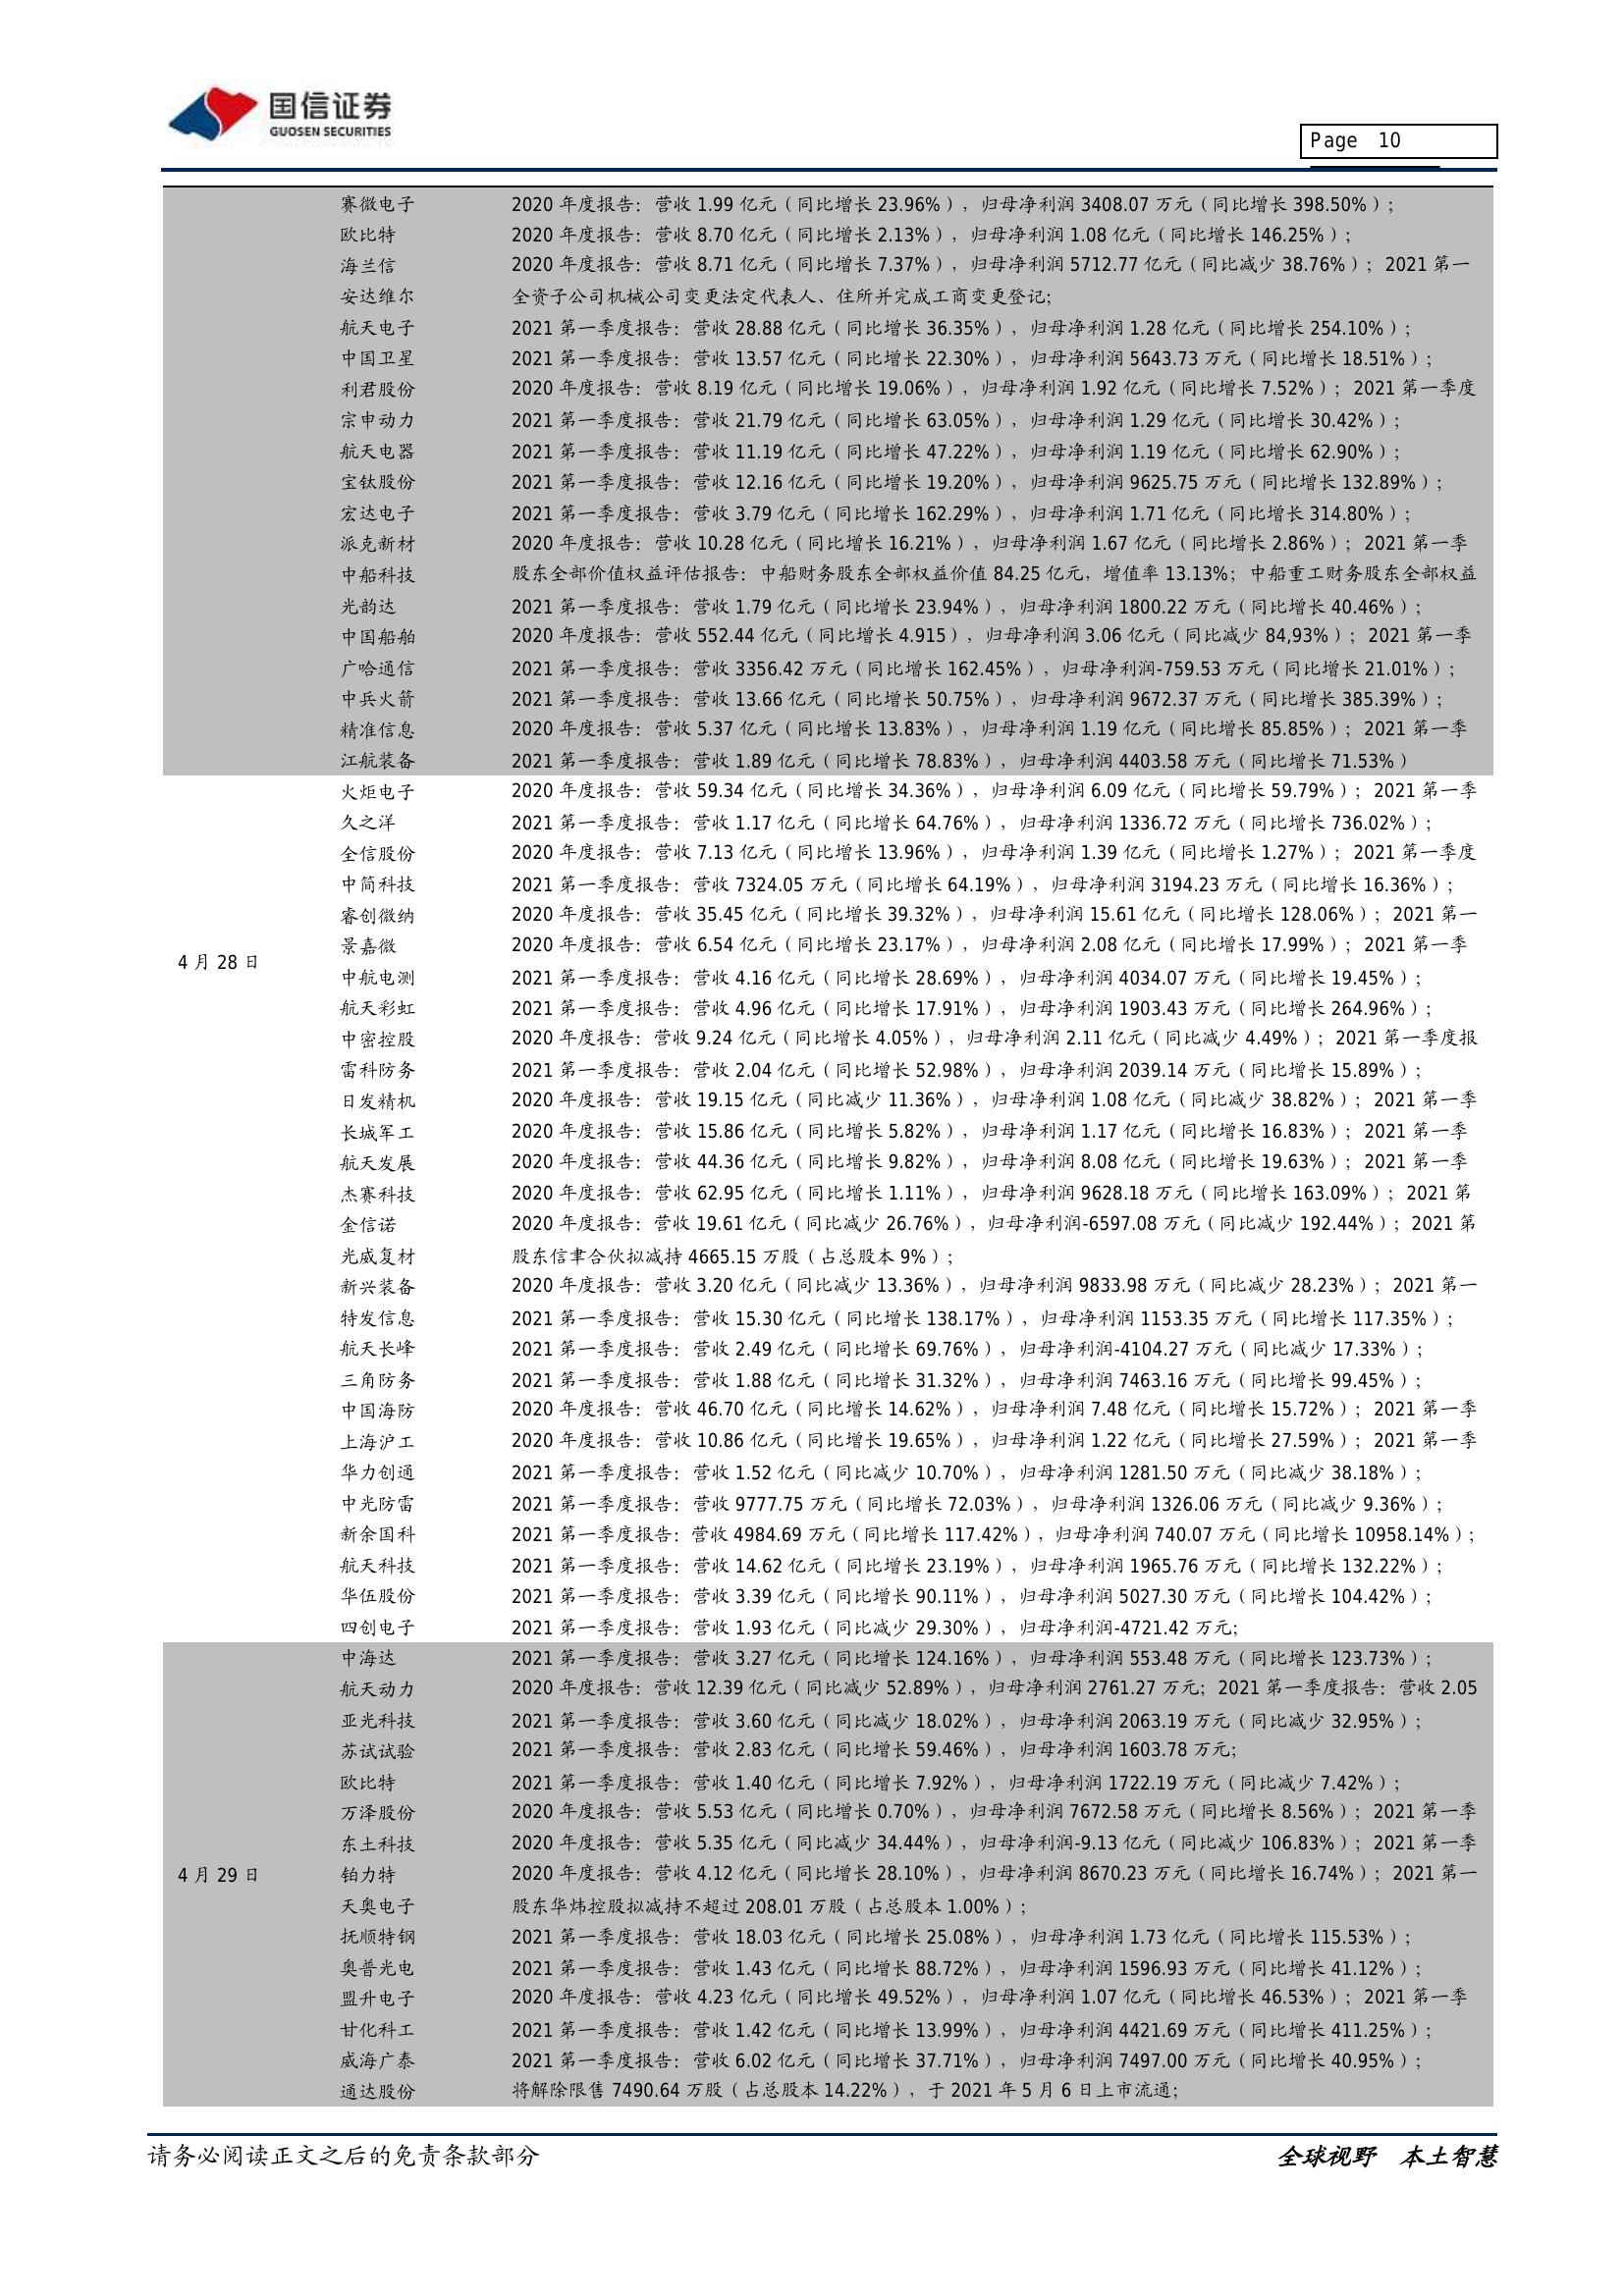 国信证券
GUOSEN SECURITIES
Page 10
赛微电子 2020 年度报告：营收 1.99 亿元（同比增长 23.96%），归母净利润 3408.07 万元（同比增长 398.50%）；
欧比特 2020 年度报告：营收 8.70 亿元（同比增长 2.13%），归母净利润 1.08 亿元（同比增长 146.25%）；
海兰信 2020 年度报告：营收 8.71 亿元（同比增长 7.37%），归母净利润 5712.77 亿元（同比减少 38.76%）；2021 第一
安达维尔 全资子公司机械公司变更法定代表人、住所并完成工商变更登记；
航天电子 2021 第一季度报告：营收 28.88 亿元（同比增长 36.35%），归母净利润 1.28 亿元（同比增长 254.10%）；
中国卫星 2021 第一季度报告：营收 13.57 亿元（同比增长 22.30%），归母净利润 5643.73 万元（同比增长 18.51%）；
利君股份 2020 年度报告：营收 8.19 亿元（同比增长 19.06%），归母净利润 1.92 亿元（同比增长 7.52%）；2021 第一季度
宗申动力 2021 第一季度报告：营收 21.79 亿元（同比增长 63.05%），归母净利润 1.29 亿元（同比增长 30.42%）；
航天电器 2021 第一季度报告：营收 11.19 亿元（同比增长 47.22%），归母净利润 1.19 亿元（同比增长 62.90%）；
宝钛股份 2021 第一季度报告：营收 12.16 亿元（同比增长 19.20%），归母净利润 9625.75 万元（同比增长 132.89%）；
宏达电子 2021 第一季度报告：营收 3.79 亿元（同比增长 162.29%），归母净利润 1.71 亿元（同比增长 314.80%）；
派克新材 2020 年度报告：营收 10.28 亿元（同比增长 16.21%），归母净利润 1.67 亿元（同比增长 2.86%）；2021 第一季
中船科技 股东全部价值权益评估报告：中船财务股东全部权益价值 84.25 亿元，增值率 13.13%；中船重工财务股东全部权益
光韵达 2021 第一季度报告：营收 1.79 亿元（同比增长 23.94%），归母净利润 1800.22 万元（同比增长 40.46%）；
中国船舶 2020 年度报告：营收 552.44 亿元（同比增长 4.915），归母净利润 3.06 亿元（同比减少 84,93%）；2021 第一季
广哈通信 2021 第一季度报告：营收 3356.42 万元（同比增长 162.45%），归母净利润-759.53 万元（同比增长 21.01%）；
中兵火箭 2021 第一季度报告：营收 13.66 亿元（同比增长 50.75%），归母净利润 9672.37 万元（同比增长 385.39%）；
精准信息 2020 年度报告：营收 5.37 亿元（同比增长 13.83%），归母净利润 1.19 亿元（同比增长 85.85%）；2021 第一季
江航装备 2021 第一季度报告：营收 1.89 亿元（同比增长 78.83%），归母净利润 4403.58 万元（同比增长 71.53%）
火炬电子 2020 年度报告：营收 59.34 亿元（同比增长 34.36%），归母净利润 6.09 亿元（同比增长 59.79%）；2021 第一季
久之洋 2021 第一季度报告：营收 1.17 亿元（同比增长 64.76%），归母净利润 1336.72 万元（同比增长 736.02%）；
全信股份 2020 年度报告：营收 7.13 亿元（同比增长 13.96%），归母净利润 1.39 亿元（同比增长 1.27%）；2021 第一季度
中简科技 2021 第一季度报告：营收 7324.05 万元（同比增长 64.19%），归母净利润 3194.23 万元（同比增长 16.36%）；
睿创微纳 2020 年度报告：营收 35.45 亿元（同比增长 39.32%），归母净利润 15.61 亿元（同比增长 128.06%）；2021 第一
景嘉微 2020 年度报告：营收 6.54 亿元（同比增长 23.17%），归母净利润 2.08 亿元（同比增长 17.99%）；2021 第一季
4 月 28 日
中航电测 2021 第一季度报告：营收 4.16 亿元（同比增长 28.69%），归母净利润 4034.07 万元（同比增长 19.45%）；
航天彩虹 2021 第一季度报告：营收 4.96 亿元（同比增长 17.91%），归母净利润 1903.43 万元（同比增长 264.96%）；
中密控股 2020 年度报告：营收 9.24 亿元（同比增长 4.05%），归母净利润 2.11 亿元（同比减少 4.49%）；2021 第一季度报
雷科防务 2021 第一季度报告：营收 2.04 亿元（同比增长 52.98%），归母净利润 2039.14 万元（同比增长 15.89%）；
日发精机 2020 年度报告：营收 19.15 亿元（同比减少 11.36%），归母净利润 1.08 亿元（同比减少 38.82%）；2021 第一季
长城军工 2020 年度报告：营收 15.86 亿元（同比增长 5.82%），归母净利润 1.17 亿元（同比增长 16.83%）；2021 第一季
航天发展 2020 年度报告：营收 44.36 亿元（同比增长 9.82%），归母净利润 8.08 亿元（同比增长 19.63%）；2021 第一季
杰赛科技 2020 年度报告：营收 62.95 亿元（同比增长 1.11%），归母净利润 9628.18 万元（同比增长 163.09%）；2021 第
金信诺 2020 年度报告：营收 19.61 亿元（同比减少 26.76%），归母净利润-6597.08 万元（同比减少 192.44%）；2021 第
光威复材 股东信聿合伙拟减持 4665.15 万股（占总股本 9%）；
新兴装备 2020 年度报告：营收 3.20 亿元（同比减少 13.36%），归母净利润 9833.98 万元（同比减少 28.23%）；2021 第一
特发信息 2021 第一季度报告：营收 15.30 亿元（同比增长 138.17%），归母净利润 1153.35 万元（同比增长 117.35%）；
航天长峰 2021 第一季度报告：营收 2.49 亿元（同比增长 69.76%），归母净利润-4104.27 万元（同比减少 17.33%）；
三角防务 2021 第一季度报告：营收 1.88 亿元（同比增长 31.32%），归母净利润 7463.16 万元（同比增长 99.45%）；
中国海防 2020 年度报告：营收 46.70 亿元（同比增长 14.62%），归母净利润 7.48 亿元（同比增长 15.72%）；2021 第一季
上海沪工 2020 年度报告：营收 10.86 亿元（同比增长 19.65%），归母净利润 1.22 亿元（同比增长 27.59%）；2021 第一季
华力创通 2021 第一季度报告：营收 1.52 亿元（同比减少 10.70%），归母净利润 1281.50 万元（同比减少 38.18%）；
中光防雷 2021 第一季度报告：营收 9777.75 万元（同比增长 72.03%），归母净利润 1326.06 万元（同比减少 9.36%）；
新余国科 2021 第一季度报告：营收 4984.69 万元（同比增长 117.42%），归母净利润 740.07 万元（同比增长 10958.14%）；
航天科技 2021 第一季度报告：营收 14.62 亿元（同比增长 23.19%），归母净利润 1965.76 万元（同比增长 132.22%）；
华伍股份 2021 第一季度报告：营收 3.39 亿元（同比增长 90.11%），归母净利润 5027.30 万元（同比增长 104.42%）；
四创电子 2021 第一季度报告：营收 1.93 亿元（同比减少 29.30%），归母净利润-4721.42 万元；
中海达 2021 第一季度报告：营收 3.27 亿元（同比增长 124.16%），归母净利润 553.48 万元（同比增长 123.73%）；
航天动力 2020 年度报告：营收 12.39 亿元（同比减少 52.89%），归母净利润 2761.27 万元；2021 第一季度报告：营收 2.05
亚光科技 2021 第一季度报告：营收 3.60 亿元（同比减少 18.02%），归母净利润 2063.19 万元（同比减少 32.95%）；
苏试试验 2021 第一季度报告：营收 2.83 亿元（同比增长 59.46%），归母净利润 1603.78 万元；
欧比特 2021 第一季度报告：营收 1.40 亿元（同比增长 7.92%），归母净利润 1722.19 万元（同比减少 7.42%）；
万泽股份 2020 年度报告：营收 5.53 亿元（同比增长 0.70%），归母净利润 7672.58 万元（同比增长 8.56%）；2021 第一季
东土科技 2020 年度报告：营收 5.35 亿元（同比减少 34.44%），归母净利润-9.13 亿元（同比减少 106.83%）；2021 第一季
4 月 29 日 铂力特 2020 年度报告：营收 4.12 亿元（同比增长 28.10%），归母净利润 8670.23 万元（同比增长 16.74%）；2021 第一
天奥电子 股东华炜控股拟减持不超过 208.01 万股（占总股本 1.00%）；
抚顺特钢 2021 第一季度报告：营收 18.03 亿元（同比增长 25.08%），归母净利润 1.73 亿元（同比增长 115.53%）；
奥普光电 2021 第一季度报告：营收 1.43 亿元（同比增长 88.72%），归母净利润 1596.93 万元（同比增长 41.12%）；
盟升电子 2020 年度报告：营收 4.23 亿元（同比增长 49.52%），归母净利润 1.07 亿元（同比增长 46.53%）；2021 第一季
甘化科工 2021 第一季度报告：营收 1.42 亿元（同比增长 13.99%），归母净利润 4421.69 万元（同比增长 411.25%）；
威海广泰 2021 第一季度报告：营收 6.02 亿元（同比增长 37.71%），归母净利润 7497.00 万元（同比增长 40.95%）；
通达股份 将解除限售 7490.64 万股（占总股本 14.22%），于 2021 年 5 月 6 日上市流通；
请务必阅读正文之后的免责条款部分
全球视野 本土智慧